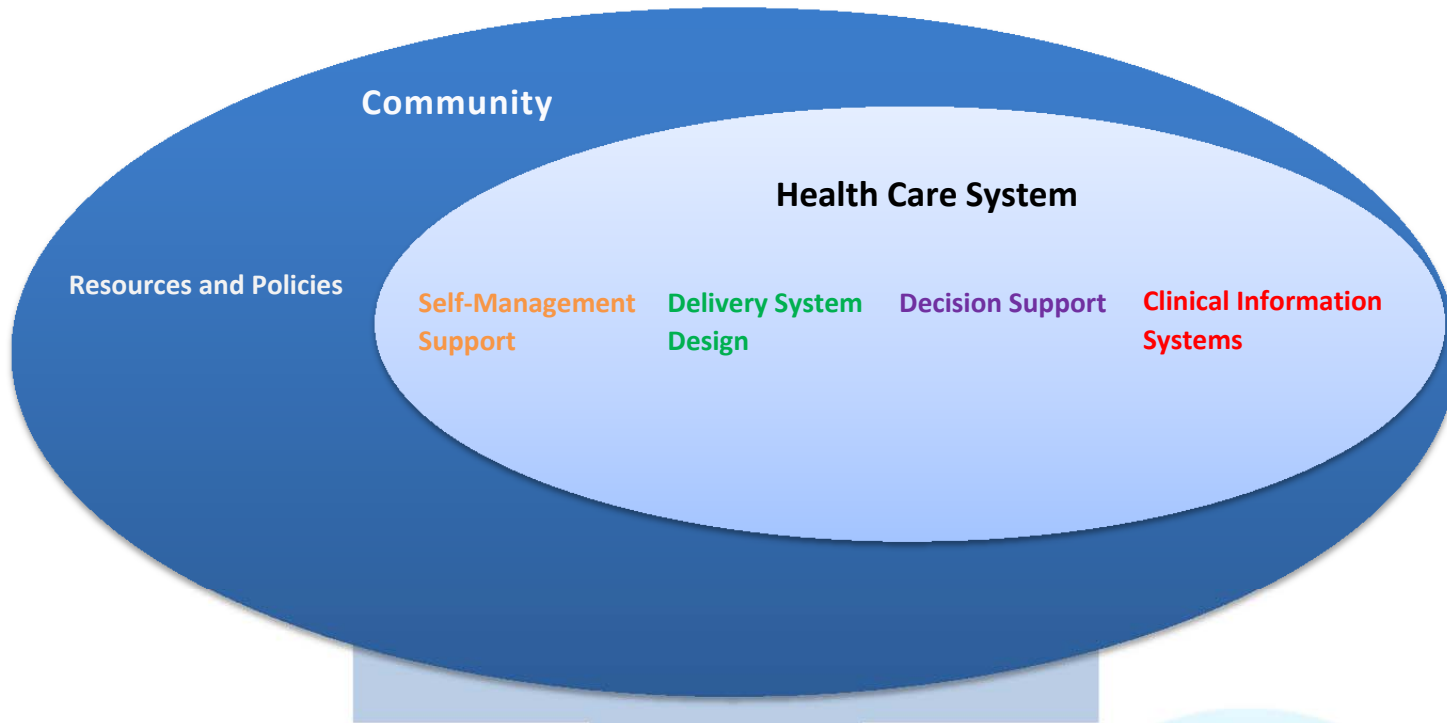 Community
Health Care System
Resources and Policies
Self-Management
Support
Delivery System
Design
Decision Support
Clinical Information
Systems